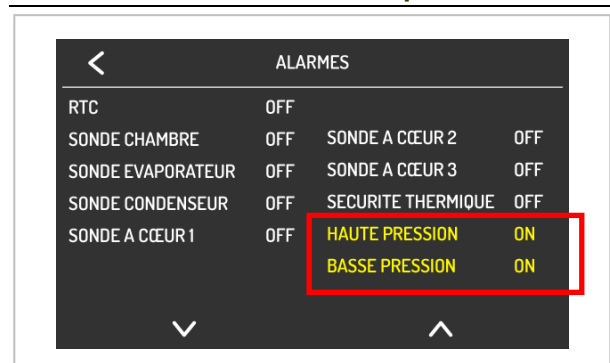 ALARMES
RTC OFF
SONDE CHAMBRE OFF SONDE A CŒUR 2 OFF
SONDE EVAPORATEUR OFF SONDE A CŒUR 3 OFF
SONDE CONDENSEUR OFF SECURITE THERMIQUE OFF
SONDE A CŒUR 1 OFF HAUTE PRESSION ON
BASSE PRESSION ON